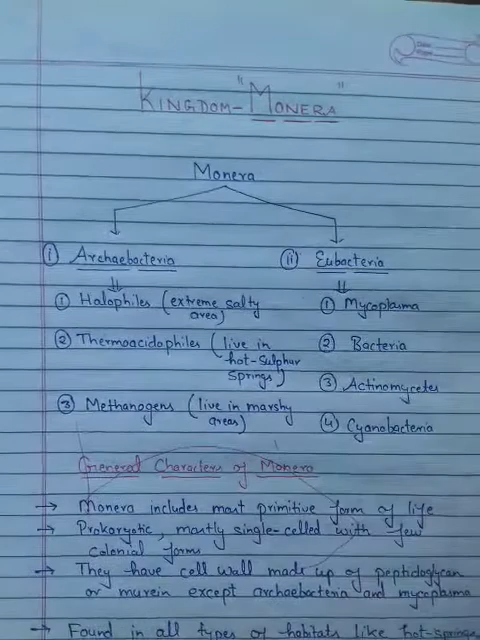 KINGDOM - "MONERA"
Monera
(i) Archaebacteria
(ii) Eubacteria
① Halophiles (extreme salty area)
① Mycoplasma
② Thermoacidophiles (live in hot-sulphur springs)
② Bacteria
③ Actinomycetes
③ Methanogens (live in marshy areas)
④ Cyanobacteria
General Characters of Monera
→ Monera includes most primitive form of life
→ Prokaryotic, mostly single-celled with few
colonial forms
→ They have cell wall made up of peptidoglycan
or murein except archaebacteria and mycoplasma
→ Found in all types of habitats like hot-springs